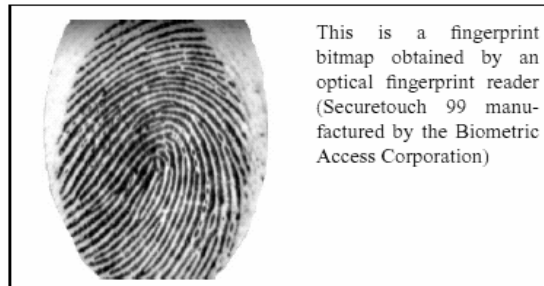 This is a fingerprint
bitmap obtained by an
optical fingerprint reader
(Securetouch 99 manu-
factured by the Biometric
Access Corporation)